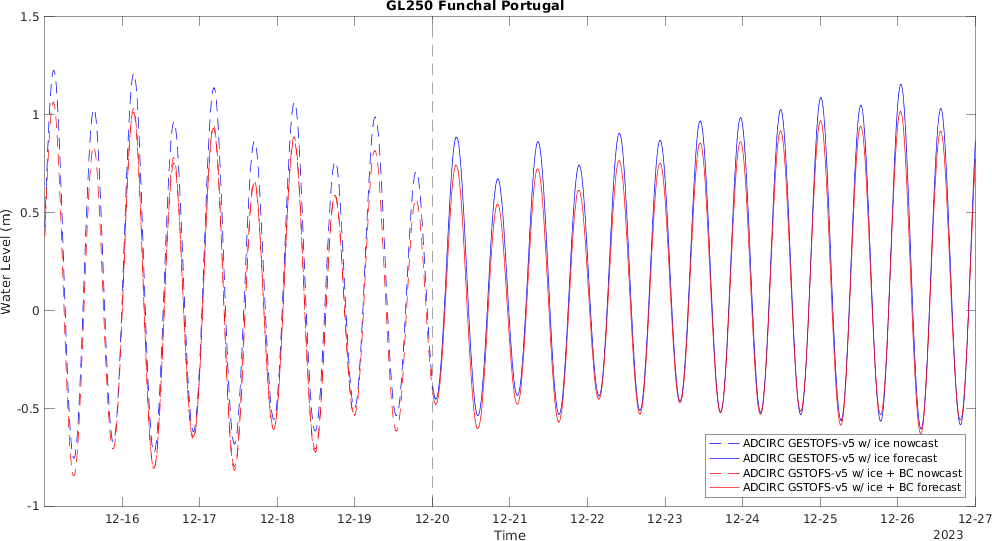 GL250 Funchal Portugal
1.5
1
0.5
0
-0.5
-1
Water Level (m)
12-16 12-17 12-18 12-19 12-20 12-21 12-22 12-23 12-24 12-25 12-26 12-27
Time
2023
ADCIRC GESTOFS-v5 w/ ice nowcast
ADCIRC GESTOFS-v5 w/ ice forecast
ADCIRC GSTOFS-v5 w/ ice + BC nowcast
ADCIRC GSTOFS-v5 w/ ice + BC forecast